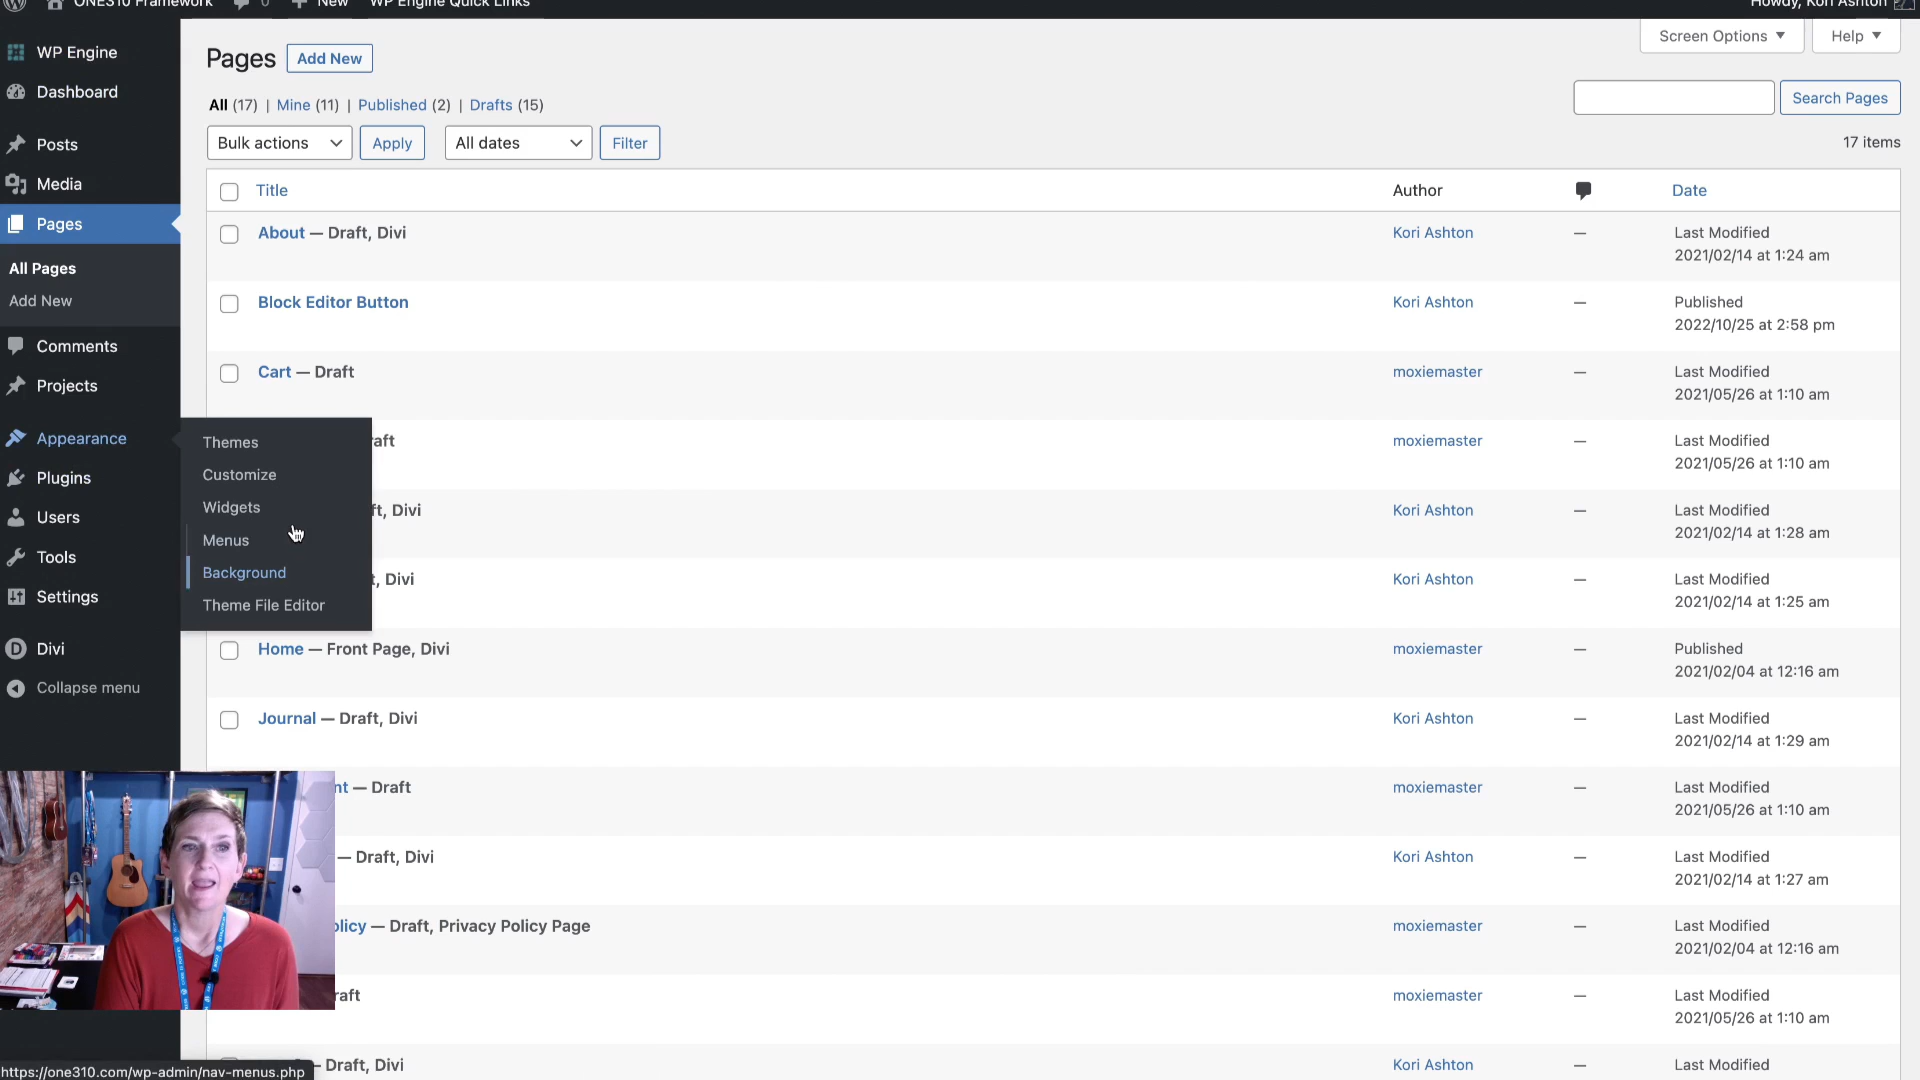 ONE310 Framework 0 New WP Engine Quick Links Howdy, Kori Ashton
WP Engine
Dashboard
Posts
Media
Pages
All Pages
Add New
Comments
Projects
Appearance
Plugins
Users
Tools
Settings
Divi
Collapse menu
Themes
Customize
Widgets
Menus
Background
Theme File Editor
Screen Options Help
Pages Add New
All (17) | Mine (11) | Published (2) | Drafts (15)
Search Pages
Bulk actions Apply All dates Filter 17 items
Title Author Date
About — Draft, Divi Kori Ashton — Last Modified
2021/02/14 at 1:24 am
Block Editor Button Kori Ashton — Published
2022/10/25 at 2:58 pm
Cart — Draft moxiemaster — Last Modified
2021/05/26 at 1:10 am
raft moxiemaster — Last Modified
2021/05/26 at 1:10 am
ft, Divi Kori Ashton — Last Modified
2021/02/14 at 1:28 am
t, Divi Kori Ashton — Last Modified
2021/02/14 at 1:25 am
Home — Front Page, Divi moxiemaster — Published
2021/02/04 at 12:16 am
Journal — Draft, Divi Kori Ashton — Last Modified
2021/02/14 at 1:29 am
nt — Draft moxiemaster — Last Modified
2021/05/26 at 1:10 am
— Draft, Divi Kori Ashton — Last Modified
2021/02/14 at 1:27 am
olicy — Draft, Privacy Policy Page moxiemaster — Last Modified
2021/02/04 at 12:16 am
raft moxiemaster — Last Modified
2021/05/26 at 1:10 am
– Draft, Divi Kori Ashton — Last Modified
https://one310.com/wp-admin/nav-menus.php